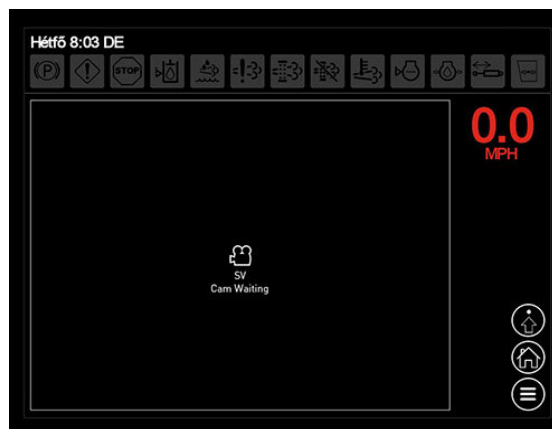 Hétfő 8:03 DE
(P)
STOP
0.0
MPH
SV
Cam Waiting